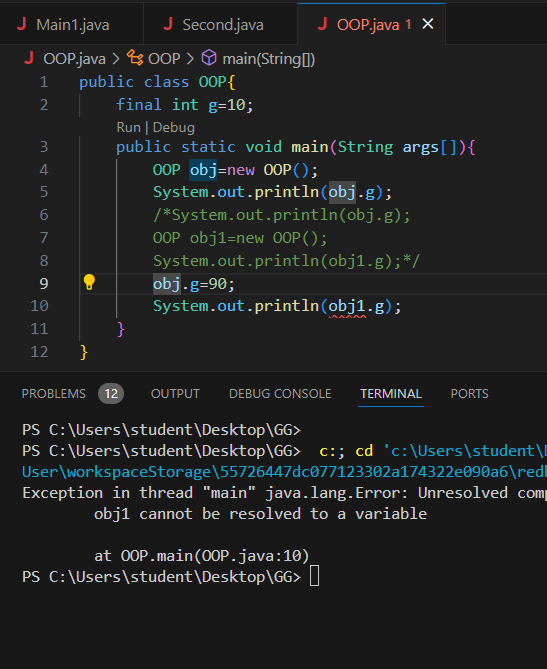 J Main1.java J Second.java J OOP.java 1 ×
J OOP.java > OOP > main(String[])
1 public class OOP{
2 final int g=10;
Run | Debug
3 public static void main(String args[]){
4 OOP obj=new OOP();
5 System.out.println(obj.g);
6 /*System.out.println(obj.g);
7 OOP obj1=new OOP();
8 System.out.println(obj1.g);*/
9 obj.g=90;
10 System.out.println(obj1.g);
11 }
12 }
PROBLEMS 12 OUTPUT DEBUG CONSOLE TERMINAL PORTS
PS C:\Users\student\Desktop\GG>
PS C:\Users\student\Desktop\GG> c:; cd 'c:\Users\student\D
User\workspaceStorage\55726447dc077123302a174322e090a6\redh
Exception in thread "main" java.lang.Error: Unresolved comp
obj1 cannot be resolved to a variable
at OOP.main(OOP.java:10)
PS C:\Users\student\Desktop\GG>